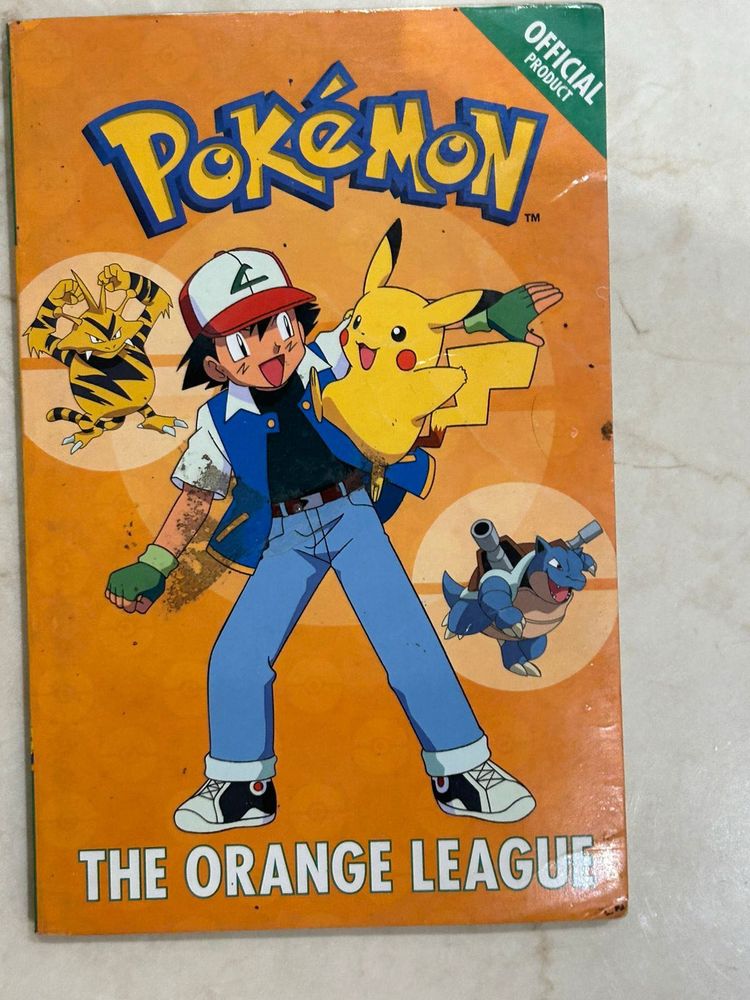 OFFICIAL
PRODUCT
POKéMON
TM
THE ORANGE LEAGUE